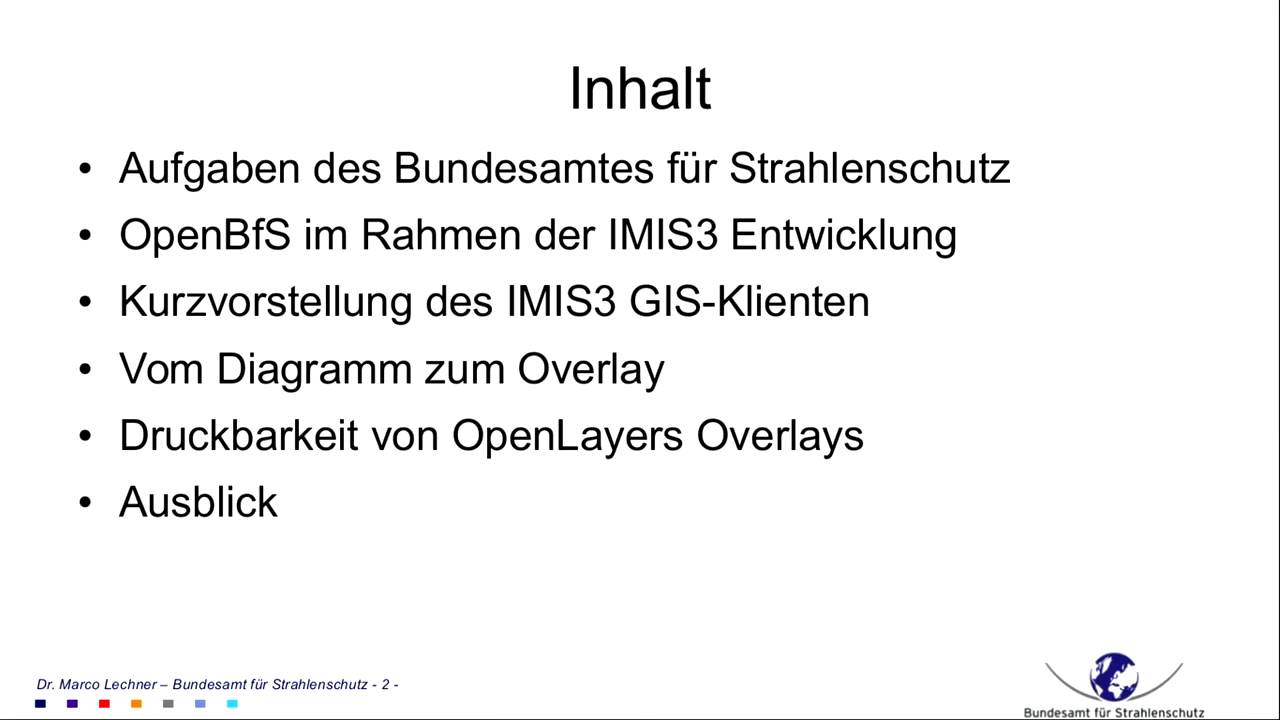 Inhalt
• Aufgaben des Bundesamtes für Strahlenschutz
• OpenBfS im Rahmen der IMIS3 Entwicklung
• Kurzvorstellung des IMIS3 GIS-Klienten
• Vom Diagramm zum Overlay
• Druckbarkeit von OpenLayers Overlays
• Ausblick
Dr. Marco Lechner – Bundesamt für Strahlenschutz - 2 -
Bundesamt für Strahlenschutz